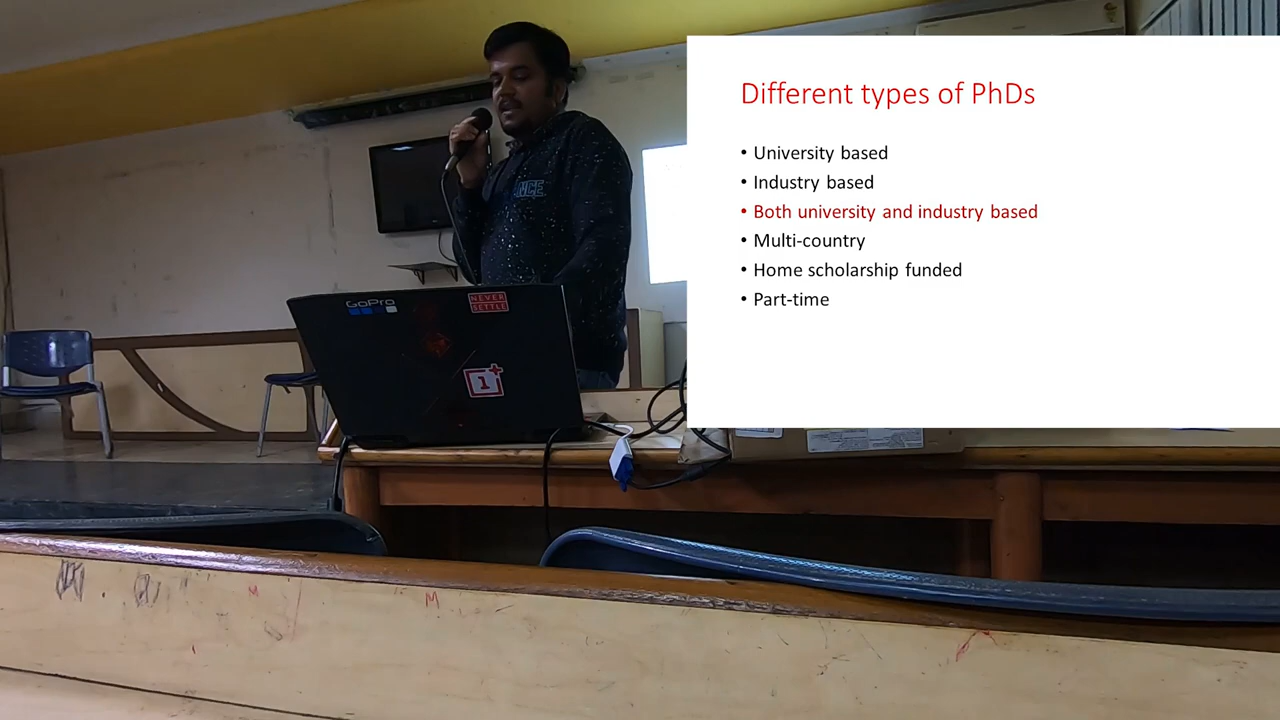 Different types of PhDs
• University based
• Industry based
• Both university and industry based
• Multi-country
• Home scholarship funded
• Part-time
NCE
GoPro
NEVER
SETTLE
1+
M
M